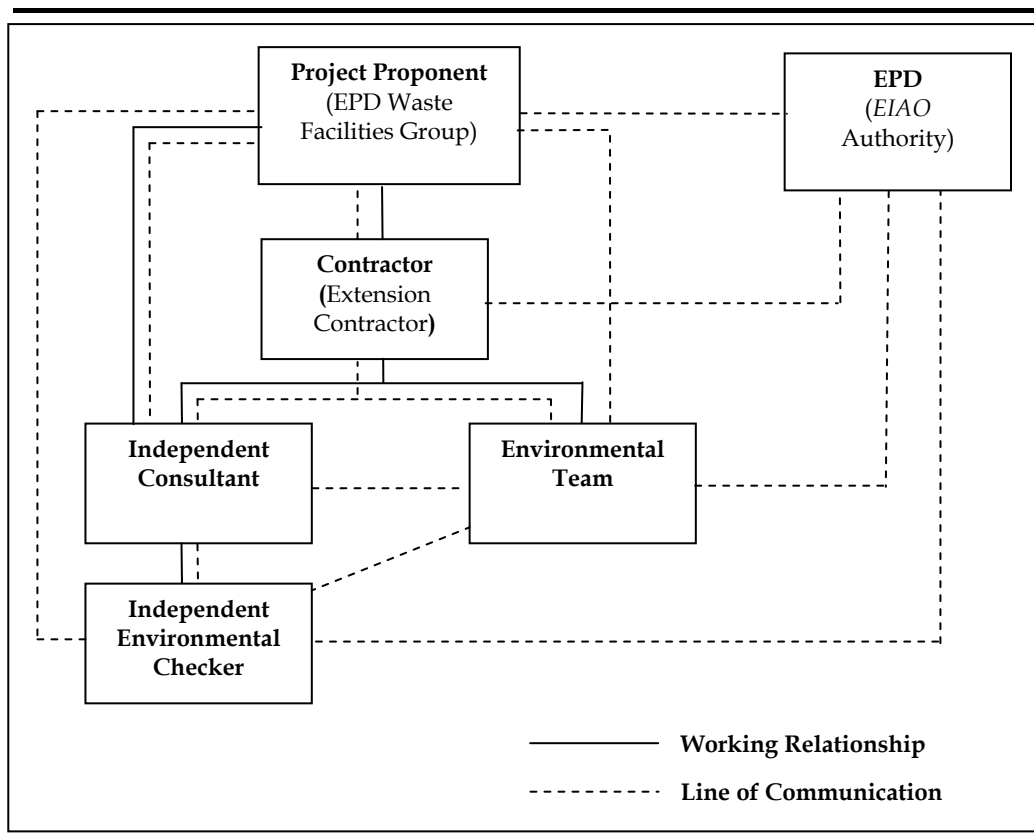 Project Proponent
(EPD Waste
Facilities Group)
EPD
(EIAO
Authority)
Contractor
(Extension
Contractor)
Independent
Consultant
Environmental
Team
Independent
Environmental
Checker
Working Relationship
Line of Communication